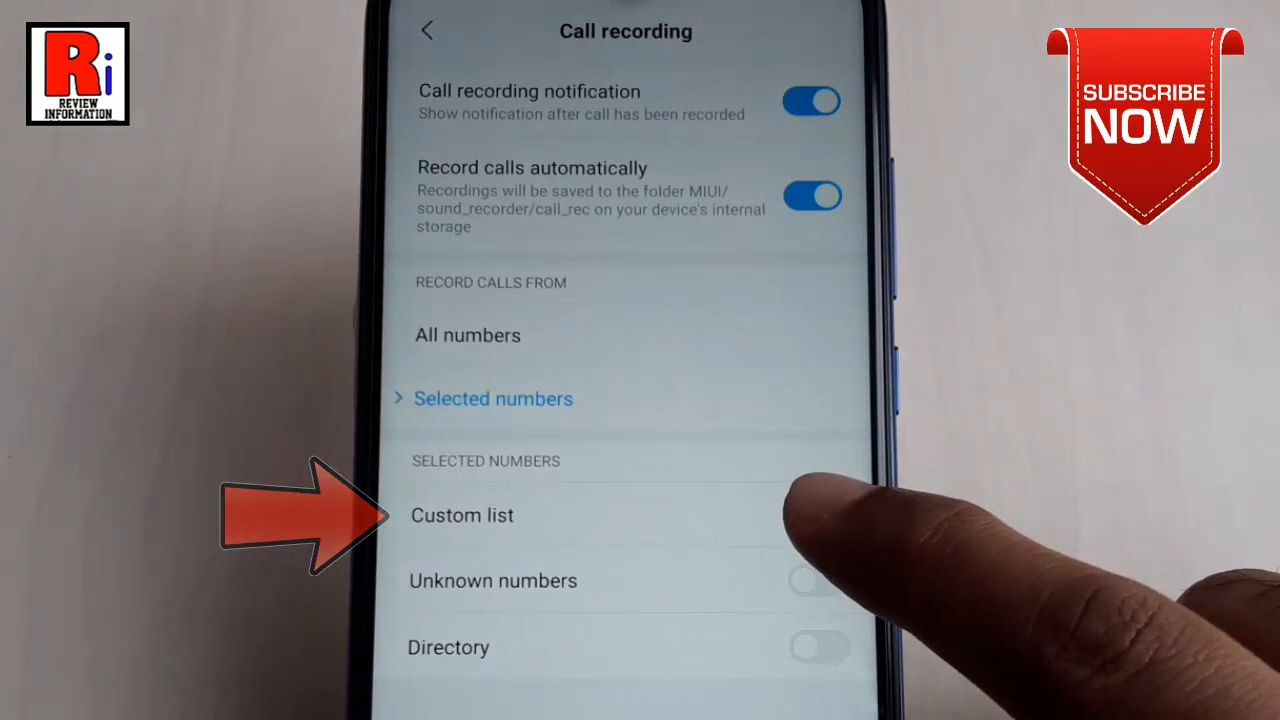 Ri
REVIEW
INFORMATION
SUBSCRIBE
NOW
Call recording
Call recording notification
Show notification after call has been recorded
Record calls automatically
Recordings will be saved to the folder MIUI/
sound_recorder/call_rec on your device's internal
storage
RECORD CALLS FROM
All numbers
Selected numbers
SELECTED NUMBERS
Custom list
Unknown numbers
Directory